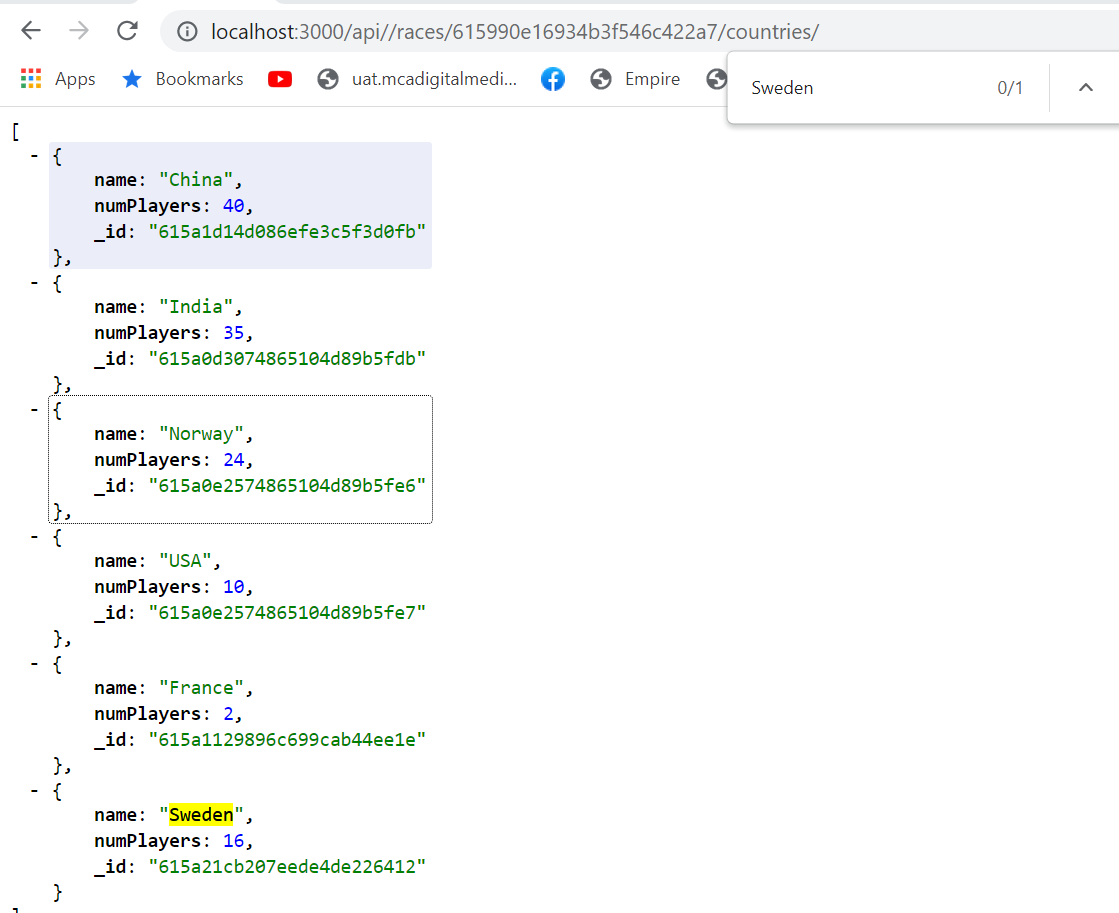 localhost:3000/api//races/615990e16934b3f546c422a7/countries/
Apps Bookmarks uat.mcadigitalmedi... Empire
Sweden 0/1
[
- {
name: "China",
numPlayers: 40,
_id: "615a1d14d086efe3c5f3d0fb"
},
- {
name: "India",
numPlayers: 35,
_id: "615a0d3074865104d89b5fdb"
},
- {
name: "Norway",
numPlayers: 24,
_id: "615a0e2574865104d89b5fe6"
},
- {
name: "USA",
numPlayers: 10,
_id: "615a0e2574865104d89b5fe7"
},
- {
name: "France",
numPlayers: 2,
_id: "615a1129896c699cab44ee1e"
},
- {
name: "Sweden",
numPlayers: 16,
_id: "615a21cb207eede4de226412"
}
]